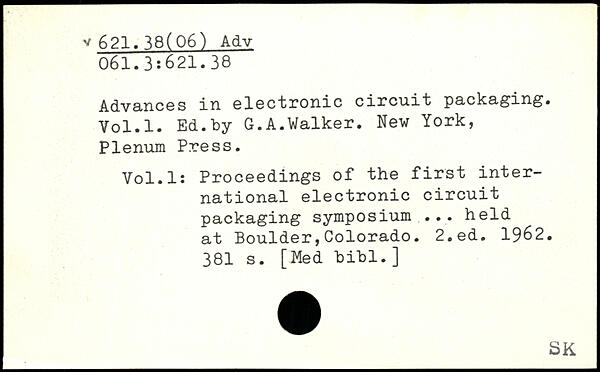 v 621.38(06) Adv
061.3:621.38
Advances in electronic circuit packaging.
Vol.1. Ed.by G.A.Walker. New York,
Plenum Press.
Vol.1: Proceedings of the first inter-
national electronic circuit
packaging symposium ... held
at Boulder,Colorado. 2.ed. 1962.
381 s. [Med bibl.]
SK